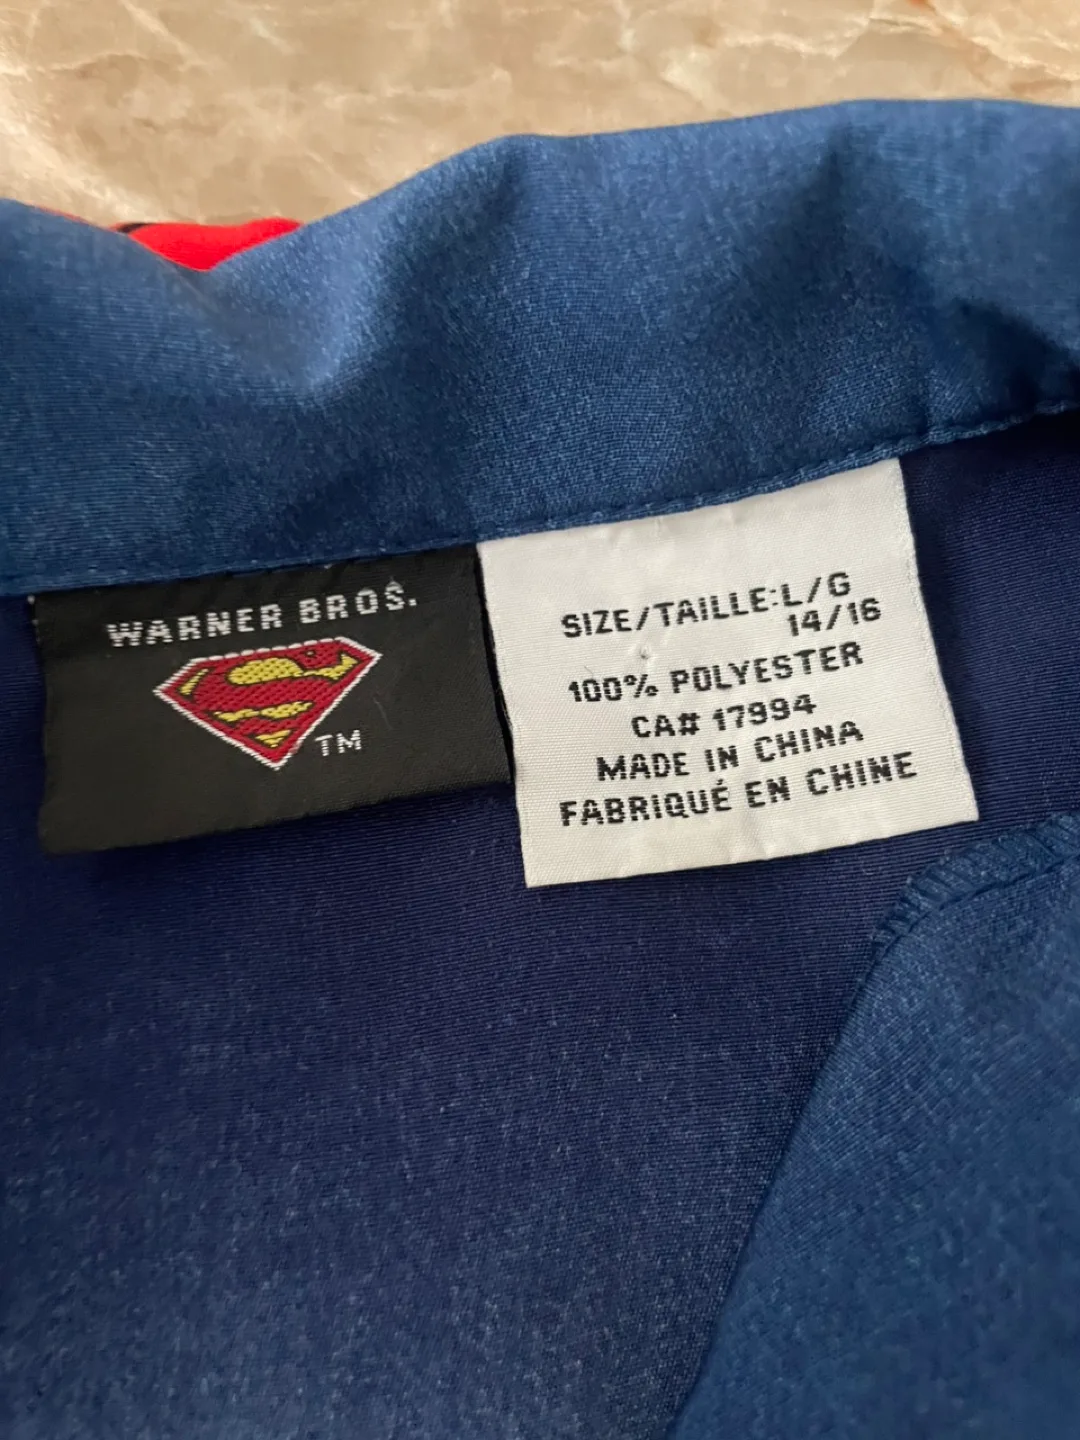 WARNER BROS.
TM
SIZE/TAILLE:L/G
14/16
100% POLYESTER
CA# 17994
MADE IN CHINA
FABRIQUÉ EN CHINE